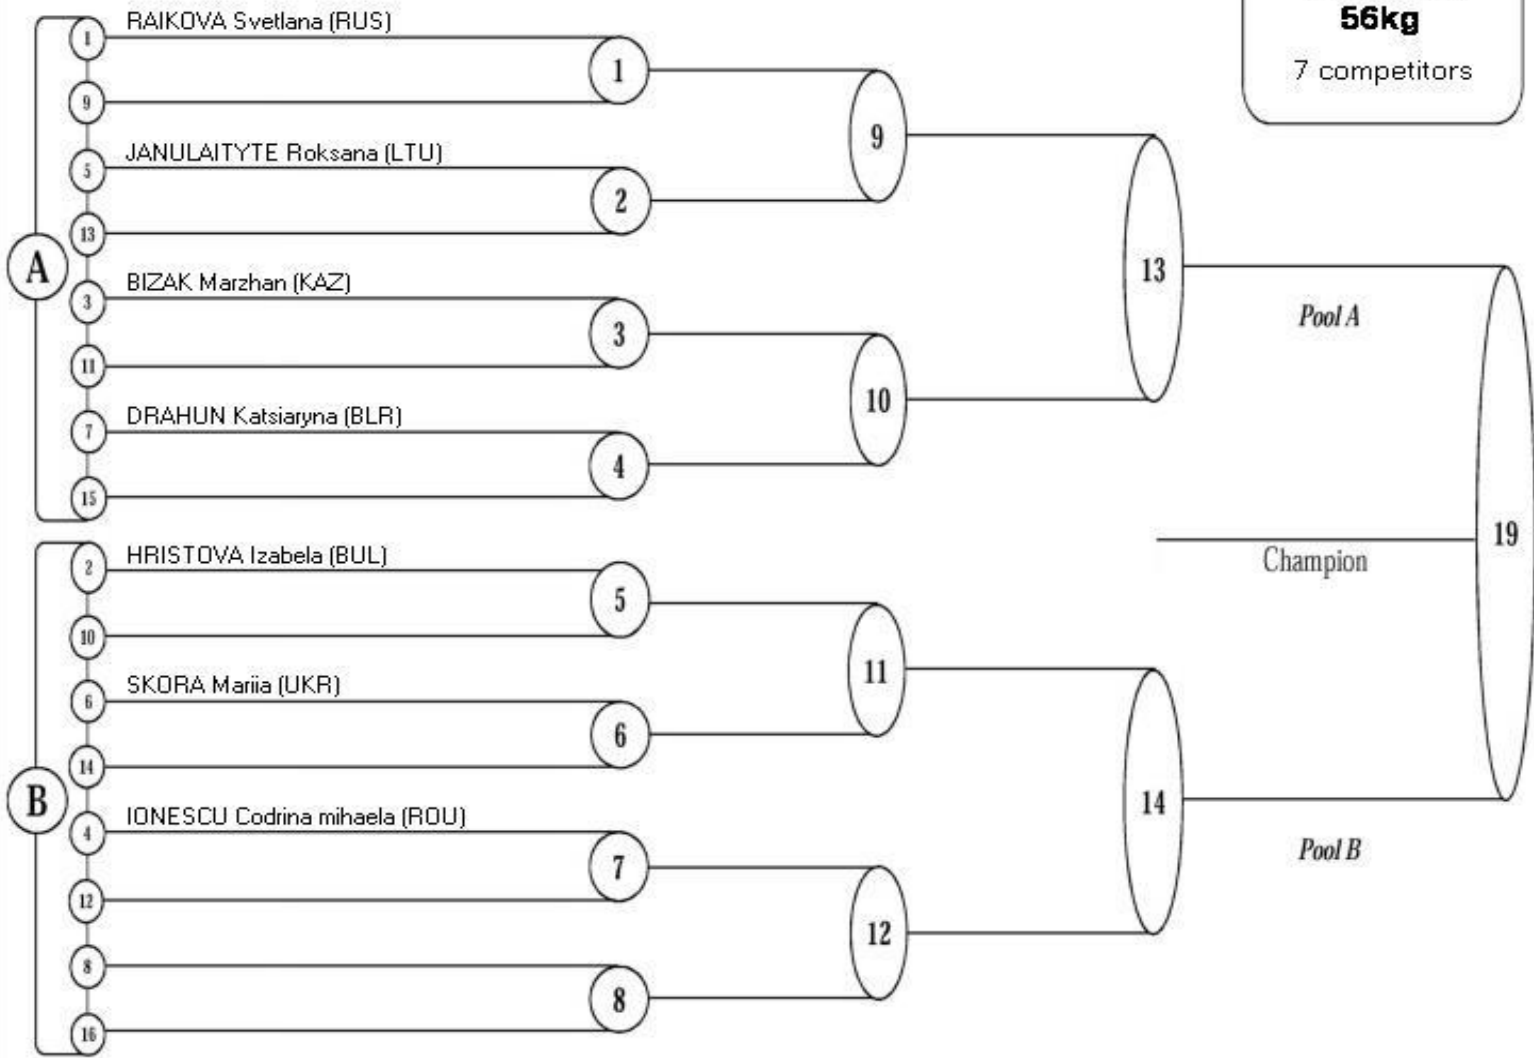 56kg
7 competitors
RAIKOVA Svetlana (RUS)
1
1
9
9
JANULAITYTE Roksana (LTU)
5
2
13
A
13
BIZAK Marzhan (KAZ)
3
3
Pool A
11
10
DRAHUN Katsiaryna (BLR)
7
4
15
19
Champion
HRISTOVA Izabela (BUL)
2
5
10
11
SKORA Mariia (UKR)
6
6
14
B
14
IONESCU Codrina mihaela (ROU)
4
7
Pool B
12
12
8
8
16